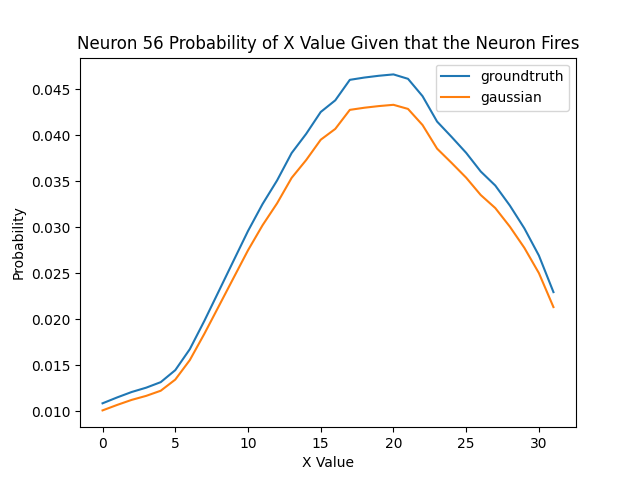 Neuron 56 Probability of X Value Given that the Neuron Fires
groundtruth
gaussian
Probability
0.045
0.040
0.035
0.030
0.025
0.020
0.015
0.010
0 5 10 15 20 25 30
X Value